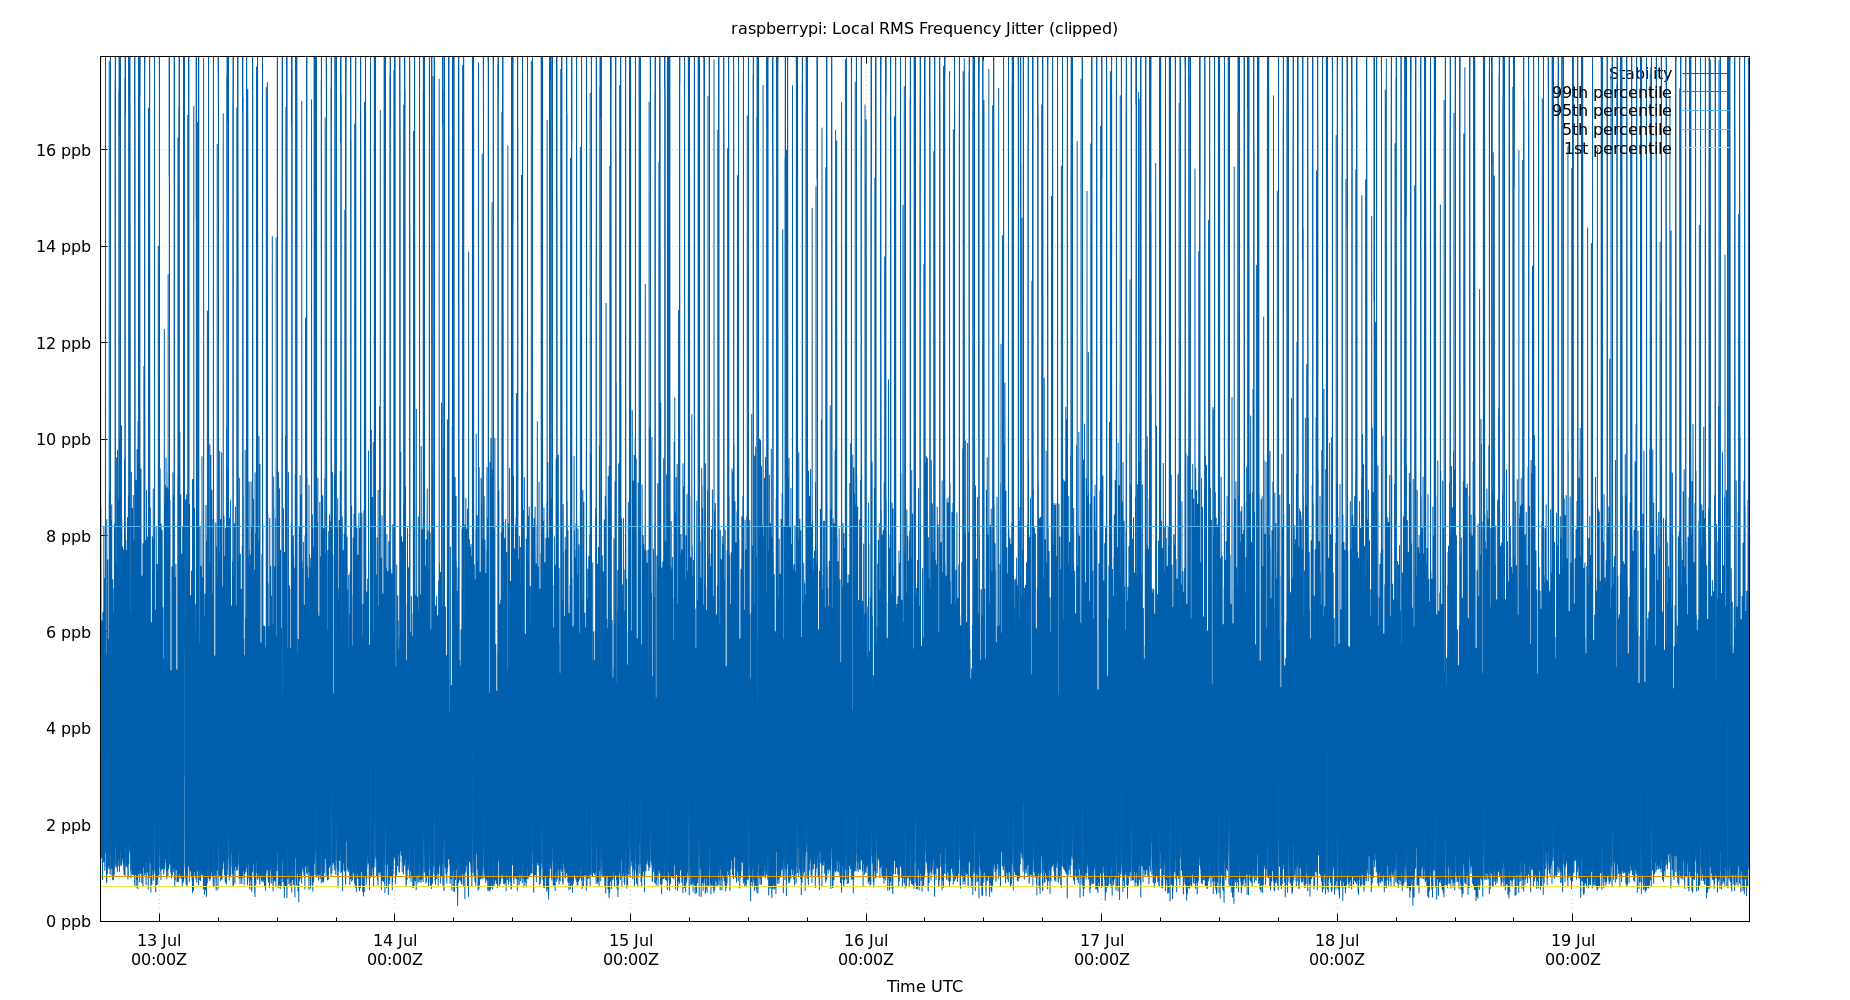 raspberrypi: Local RMS Frequency Jitter (clipped)
Stability
99th percentile
95th percentile
5th percentile
1st percentile
16 ppb
14 ppb
12 ppb
10 ppb
8 ppb
6 ppb
4 ppb
2 ppb
0 ppb
13 Jul 14 Jul 15 Jul 16 Jul 17 Jul 18 Jul 19 Jul
00:00Z 00:00Z 00:00Z 00:00Z 00:00Z 00:00Z 00:00Z
Time UTC